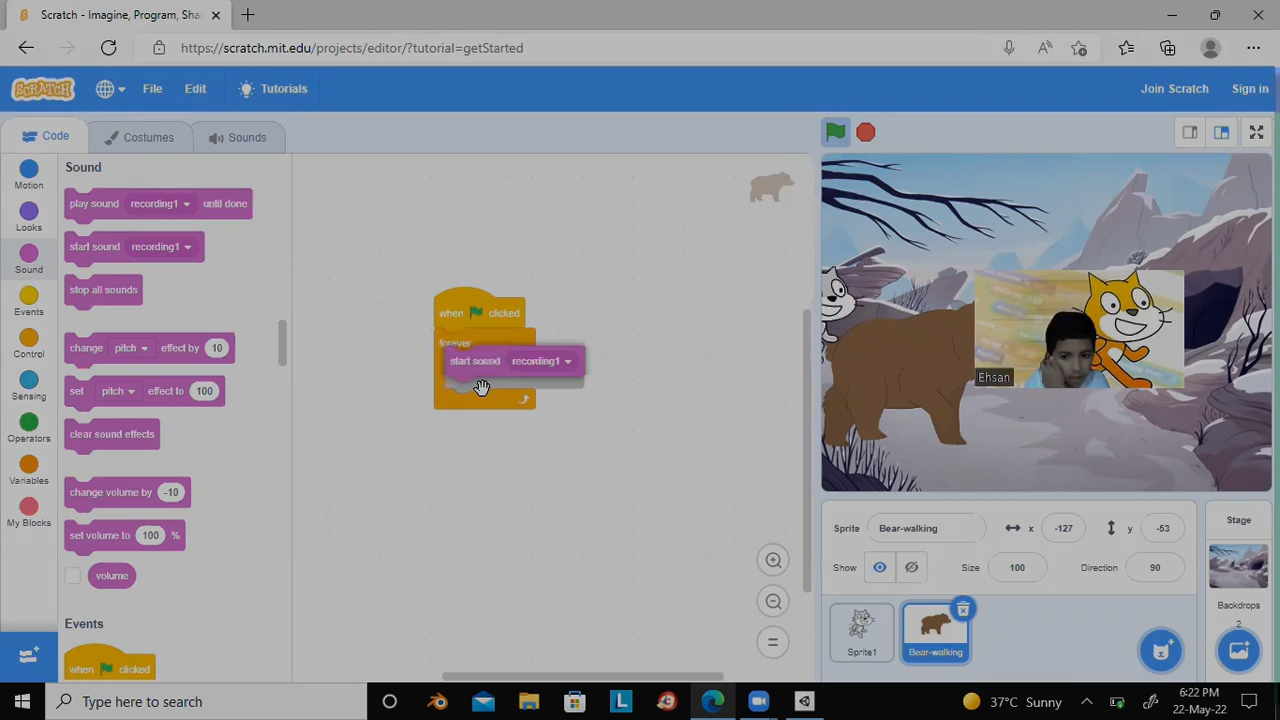 Scratch - Imagine, Program, Sha
https://scratch.mit.edu/projects/editor/?tutorial=getStarted
SCRATCH
File
Edit
Tutorials
Join Scratch
Sign in
Code
Costumes
Sounds
Motion
Looks
Sound
Events
Control
Sensing
Operators
Variables
My Blocks
Sound
play sound recording1 until done
start sound recording1
stop all sounds
change pitch effect by 10
set pitch effect to 100
clear sound effects
change volume by -10
set volume to 100 %
volume
Events
when clicked
when clicked
forever
start sound recording1
Ehsan
Sprite Bear-walking x -127 y -53
Show Size 100 Direction 90
Sprite1
Bear-walking
Stage
Backdrops
2
Type here to search
L
37°C Sunny
6:22 PM
22-May-22